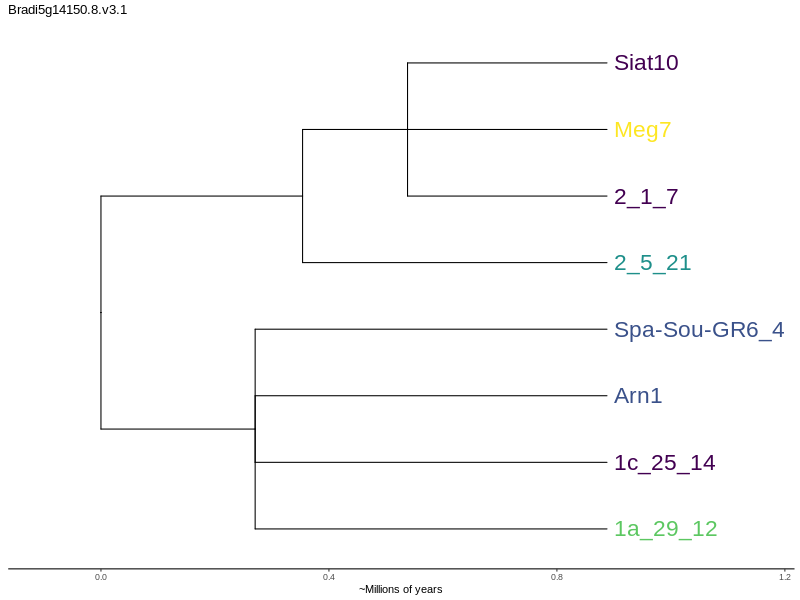 Bradi5g14150.8.v3.1
Siat10
Meg7
2_1_7
2_5_21
Spa-Sou-GR6_4
Arn1
1c_25_14
1a_29_12
0.0 0.4 0.8 1.2
~Millions of years